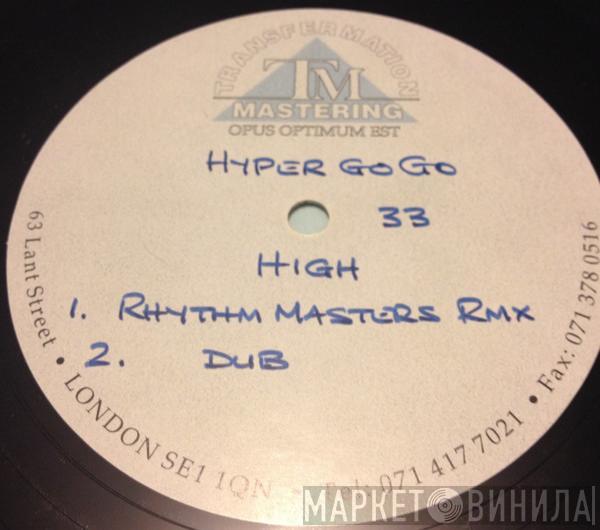 TRANSFERMATION
TM
MASTERING
OPUS OPTIMUM EST
HYPER GOGO
33
HIGH
1. RHYTHM MASTERS RMX
2. DUB
63 Lant Street • LONDON SE1 1QN • Tel: 071 417 7021 • Fax: 071 378 0516
МАРКЕТ ВИНИЛА